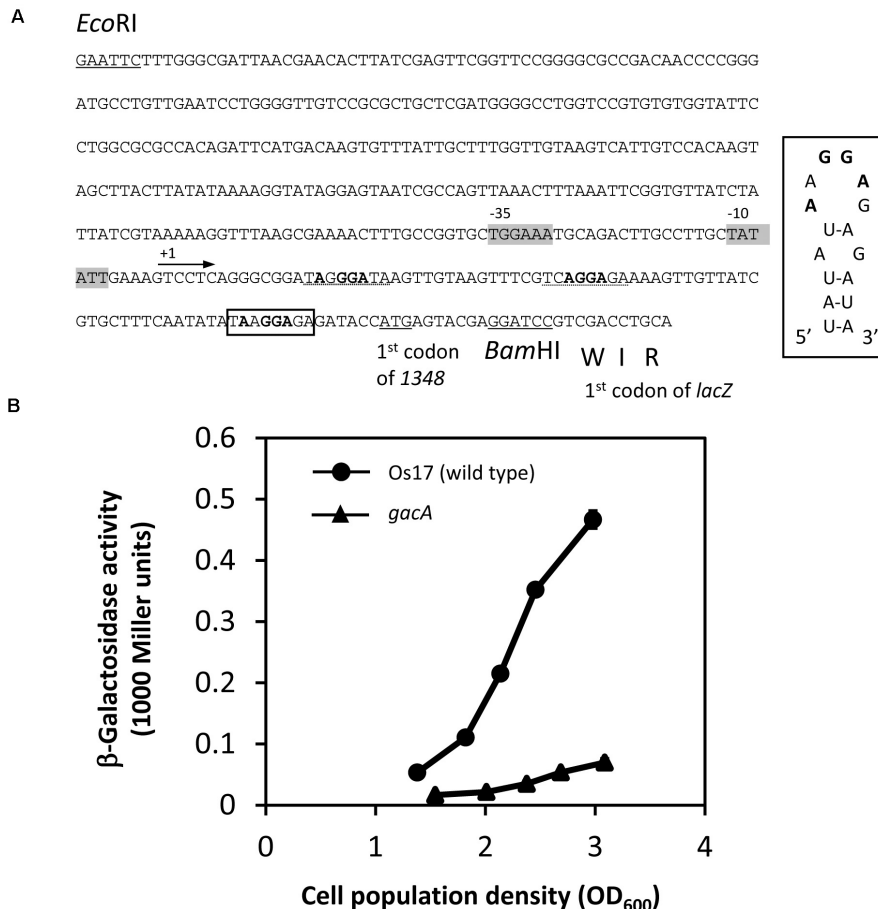 A
EcoRI
GAATTCTTTGGGCGATTAACGAACACTTATCGAGTTCGGTTCCGGGGCGCCGACAACCCCGGG
ATGCCTGTTGAATCCTGGGGTTGTCCGCGCTGCTCGATGGGGCCTGGTCCGTGTGTGGTATTC
CTGGCGCGCCACAGATTCATGACAAGTGTTTATTGCTTTGGTTGTAAGTCATTGTCCACAAGT
AGCTTACTTATATAAAAGGTATAGGAGTAATCGCCAGTTAAACTTTAAATTCGGTGTTATCTA
-35 -10
TTATCGTAAAAAGGTTTAAGCGAAAACTTTGCCGGTGCTGGAAATGCAGACTTGCCTTGCTAT
+1
ATTGAAAGTCCTCAGGGCGGATAGGGATAAGTTGTAAGTTTCGTCAGGAGAAAAGTTGTTATC
GTGCTTTCAATATATAAGGAGAGATACCATGAGTACGAGGATCCGTCGACCTGCA
1st codon
of 1348
BamHI
W I R
1st codon of lacZ
G G
A A
A G
U-A
A G
U-A
A-U
U-A
5' 3'
B
β-Galactosidase activity
(1000 Miller units)
0.6
0.5
0.4
0.3
0.2
0.1
0
Os17 (wild type)
gacA
0 1 2 3 4
Cell population density (OD600)